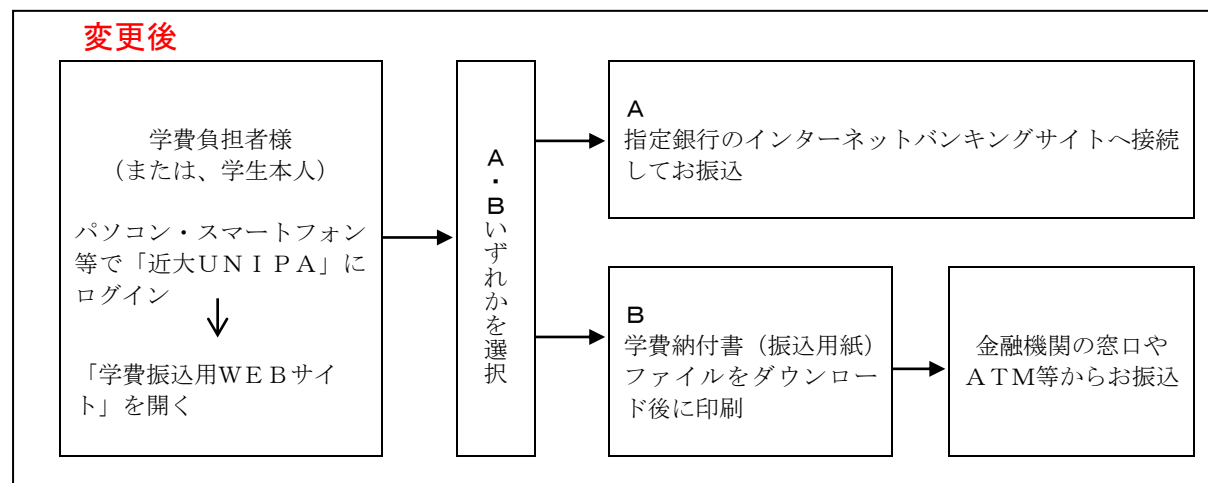 変更後
学費負担者様
（または、学生本人）
パソコン・スマートフォン
等で「近大ＵＮＩＰＡ」に
ログイン
「学費振込用ＷＥＢサイ
ト」を開く
Ａ・Ｂいずれかを選択
Ａ
指定銀行のインターネットバンキングサイトへ接続
してお振込
Ｂ
学費納付書（振込用紙）
ファイルをダウンロー
ド後に印刷
金融機関の窓口や
ＡＴＭ等からお振込